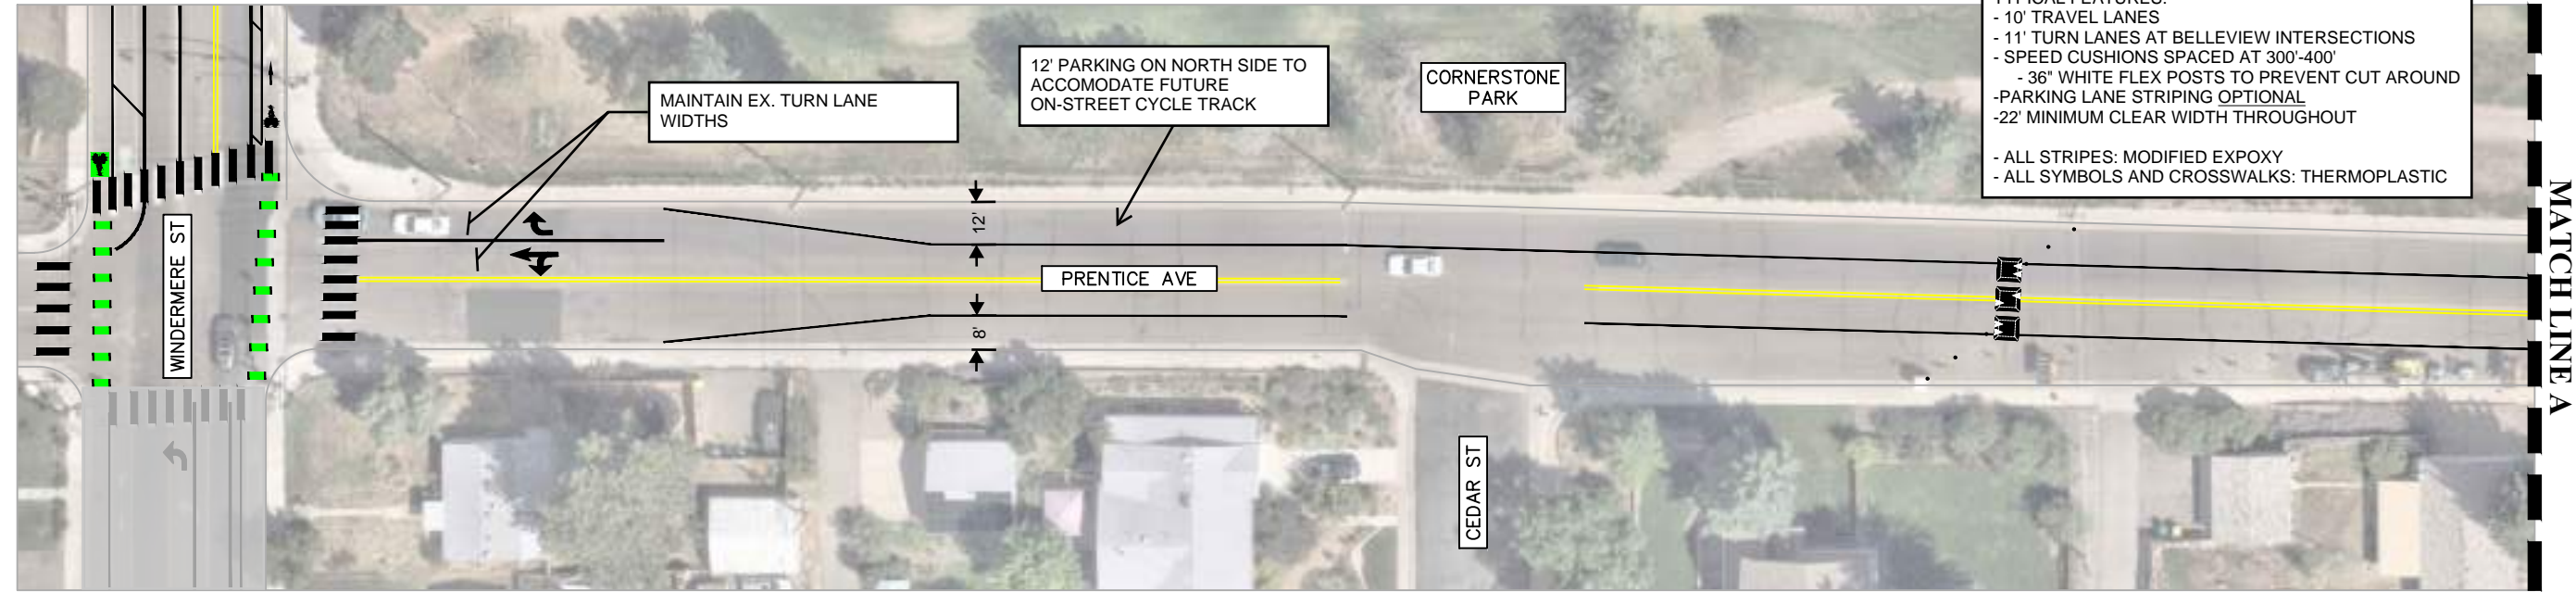 MAINTAIN EX. TURN LANE
WIDTHS
12' PARKING ON NORTH SIDE TO
ACCOMODATE FUTURE
ON-STREET CYCLE TRACK
CORNERSTONE
PARK
TYPICAL FEATURES:
- 10' TRAVEL LANES
- 11' TURN LANES AT BELLEVIEW INTERSECTIONS
- SPEED CUSHIONS SPACED AT 300'-400'
- 36" WHITE FLEX POSTS TO PREVENT CUT AROUND
-PARKING LANE STRIPING OPTIONAL
-22' MINIMUM CLEAR WIDTH THROUGHOUT
- ALL STRIPES: MODIFIED EXPOXY
- ALL SYMBOLS AND CROSSWALKS: THERMOPLASTIC
WINDERMERE ST
12'
PRENTICE AVE
8'
CEDAR ST
MATCH LINE A